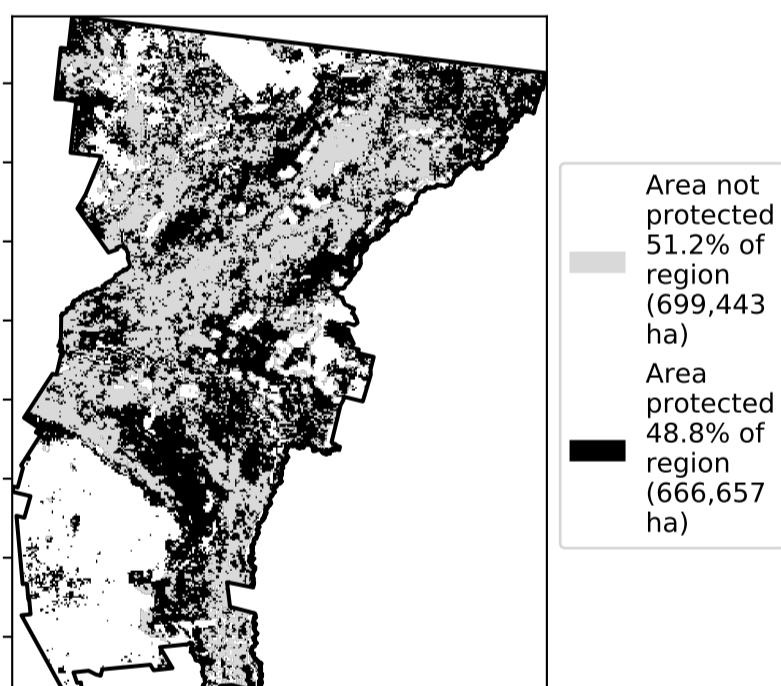 Area not
protected
51.2% of
region
(699,443
ha)
Area
protected
48.8% of
region
(666,657
ha)